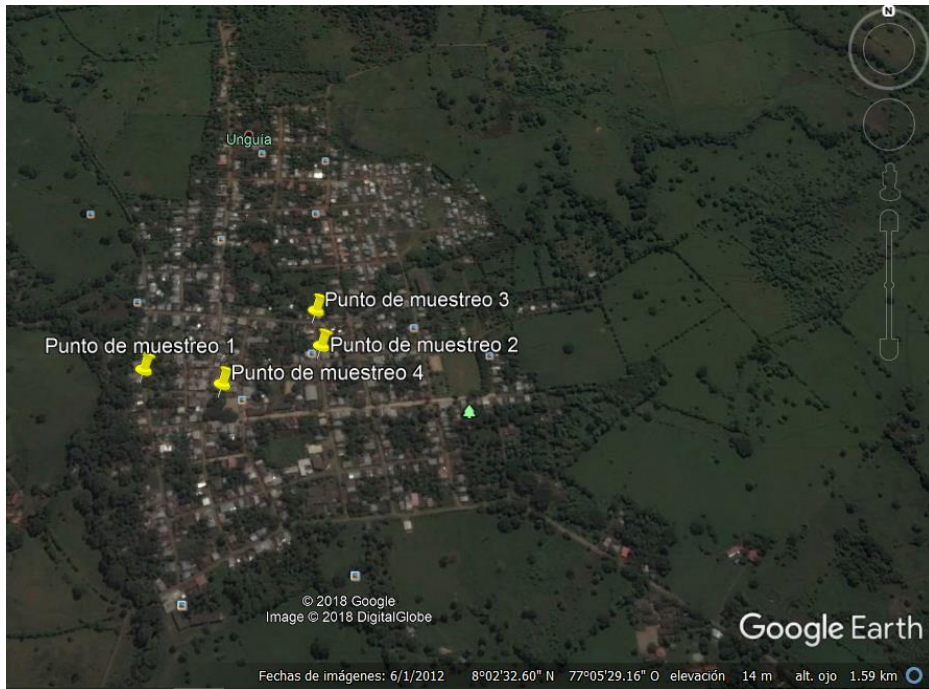 N
Unguía
Punto de muestreo 3
Punto de muestreo 1
Punto de muestreo 2
Punto de muestreo 4
© 2018 Google
Image © 2018 DigitalGlobe
Google Earth
Fechas de imágenes: 6/1/2012 8°02'32.60" N 77°05'29.16" O elevación 14 m alt. ojo 1.59 km